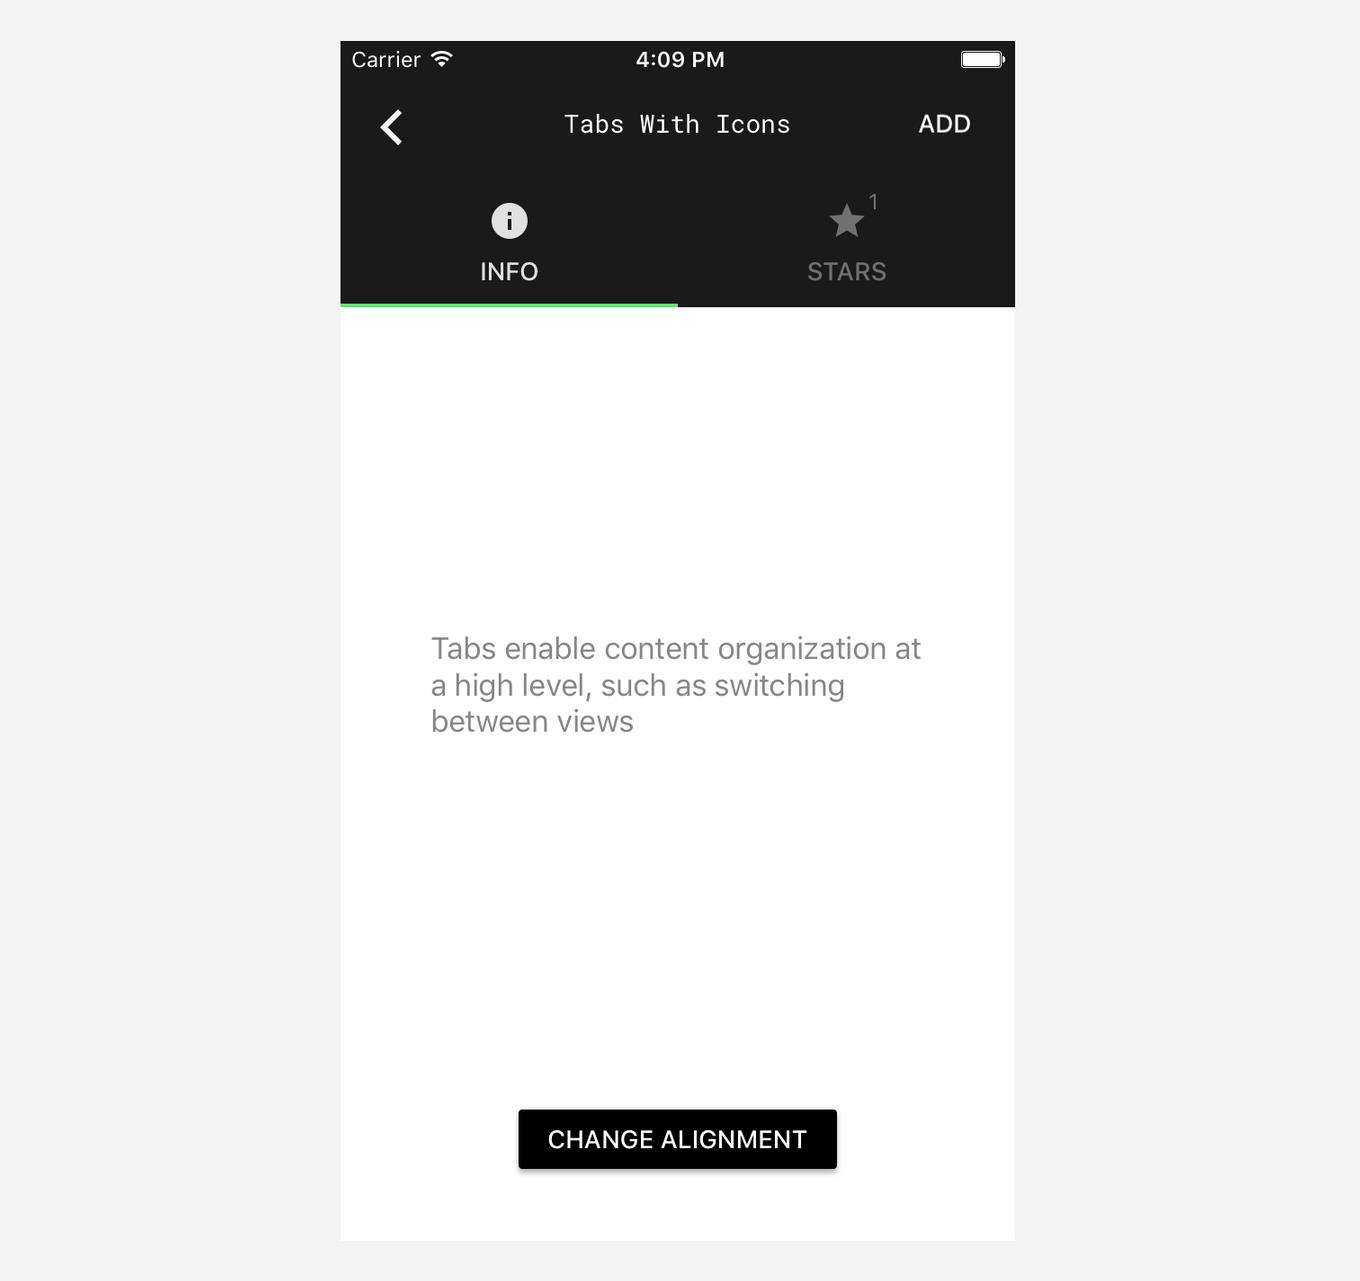 Carrier 4:09 PM
Tabs With Icons ADD
1
INFO STARS
Tabs enable content organization at
a high level, such as switching
between views
CHANGE ALIGNMENT